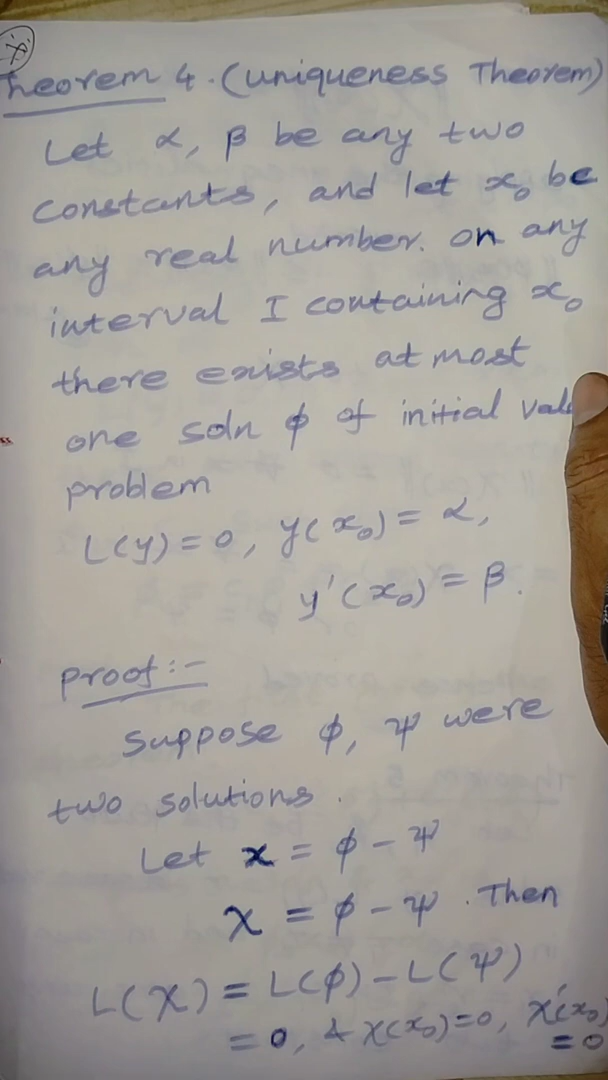 Theorem 4. (Uniqueness Theorem)
Let α, β be any two
constants, and let x₀ be
any real number. on any
interval I containing x₀
there exists at most
one soln φ of initial
problem
L(y) = 0, y(x₀) = α,
y'(x₀) = β.
Proof :-
Suppose φ, ψ were
two solutions.
Let x = φ - ψ
χ = φ - ψ. Then
L(χ) = L(φ) - L(ψ)
= 0, & χ(x₀) = 0, χ'(x₀)
= 0